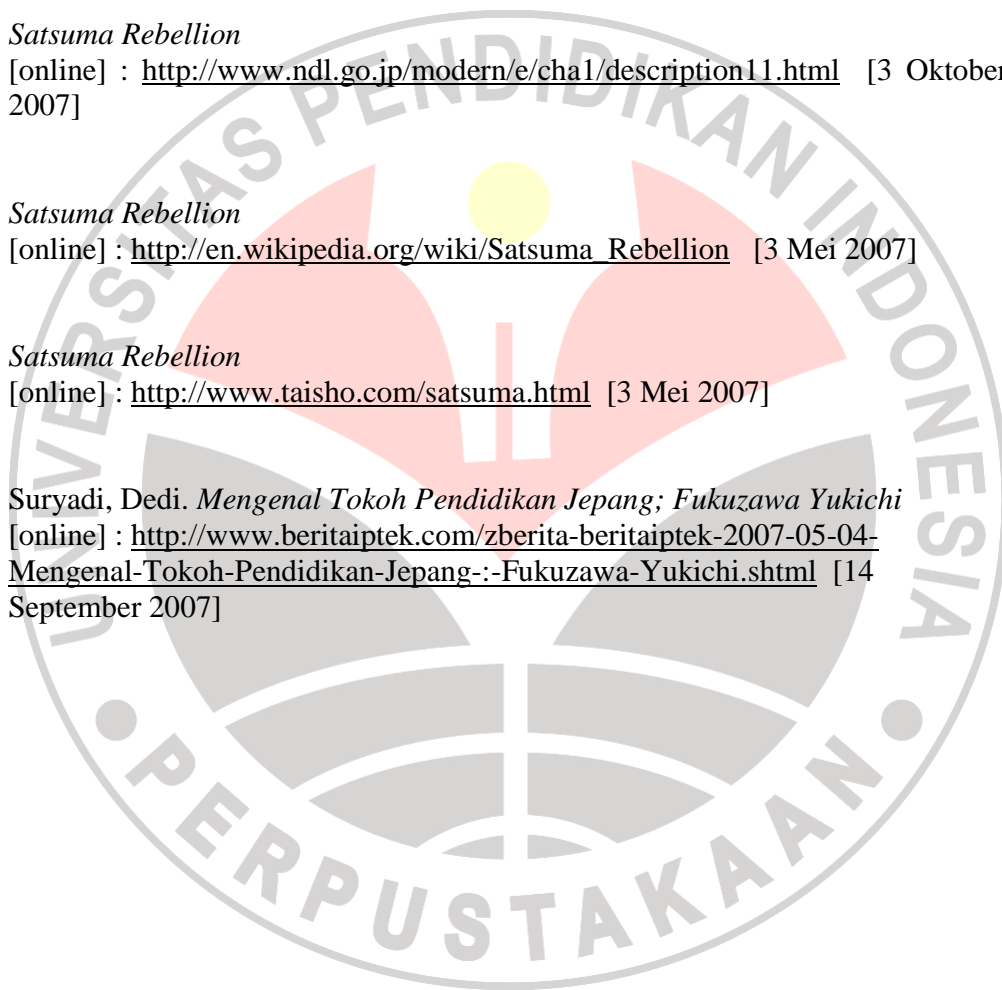 Satsuma Rebellion
[online] : http://www.ndl.go.jp/modern/e/cha1/description11.html [3 Oktober
2007]
Satsuma Rebellion
[online] : http://en.wikipedia.org/wiki/Satsuma_Rebellion [3 Mei 2007]
Satsuma Rebellion
[online] : http://www.taisho.com/satsuma.html [3 Mei 2007]
Suryadi, Dedi. Mengenal Tokoh Pendidikan Jepang; Fukuzawa Yukichi
[online] : http://www.beritaiptek.com/zberita-beritaiptek-2007-05-04-
Mengenal-Tokoh-Pendidikan-Jepang-:-Fukuzawa-Yukichi.shtml [14
September 2007]
UNIVERSITAS PENDIDIKAN INDONESIA
PERPUSTAKAAN